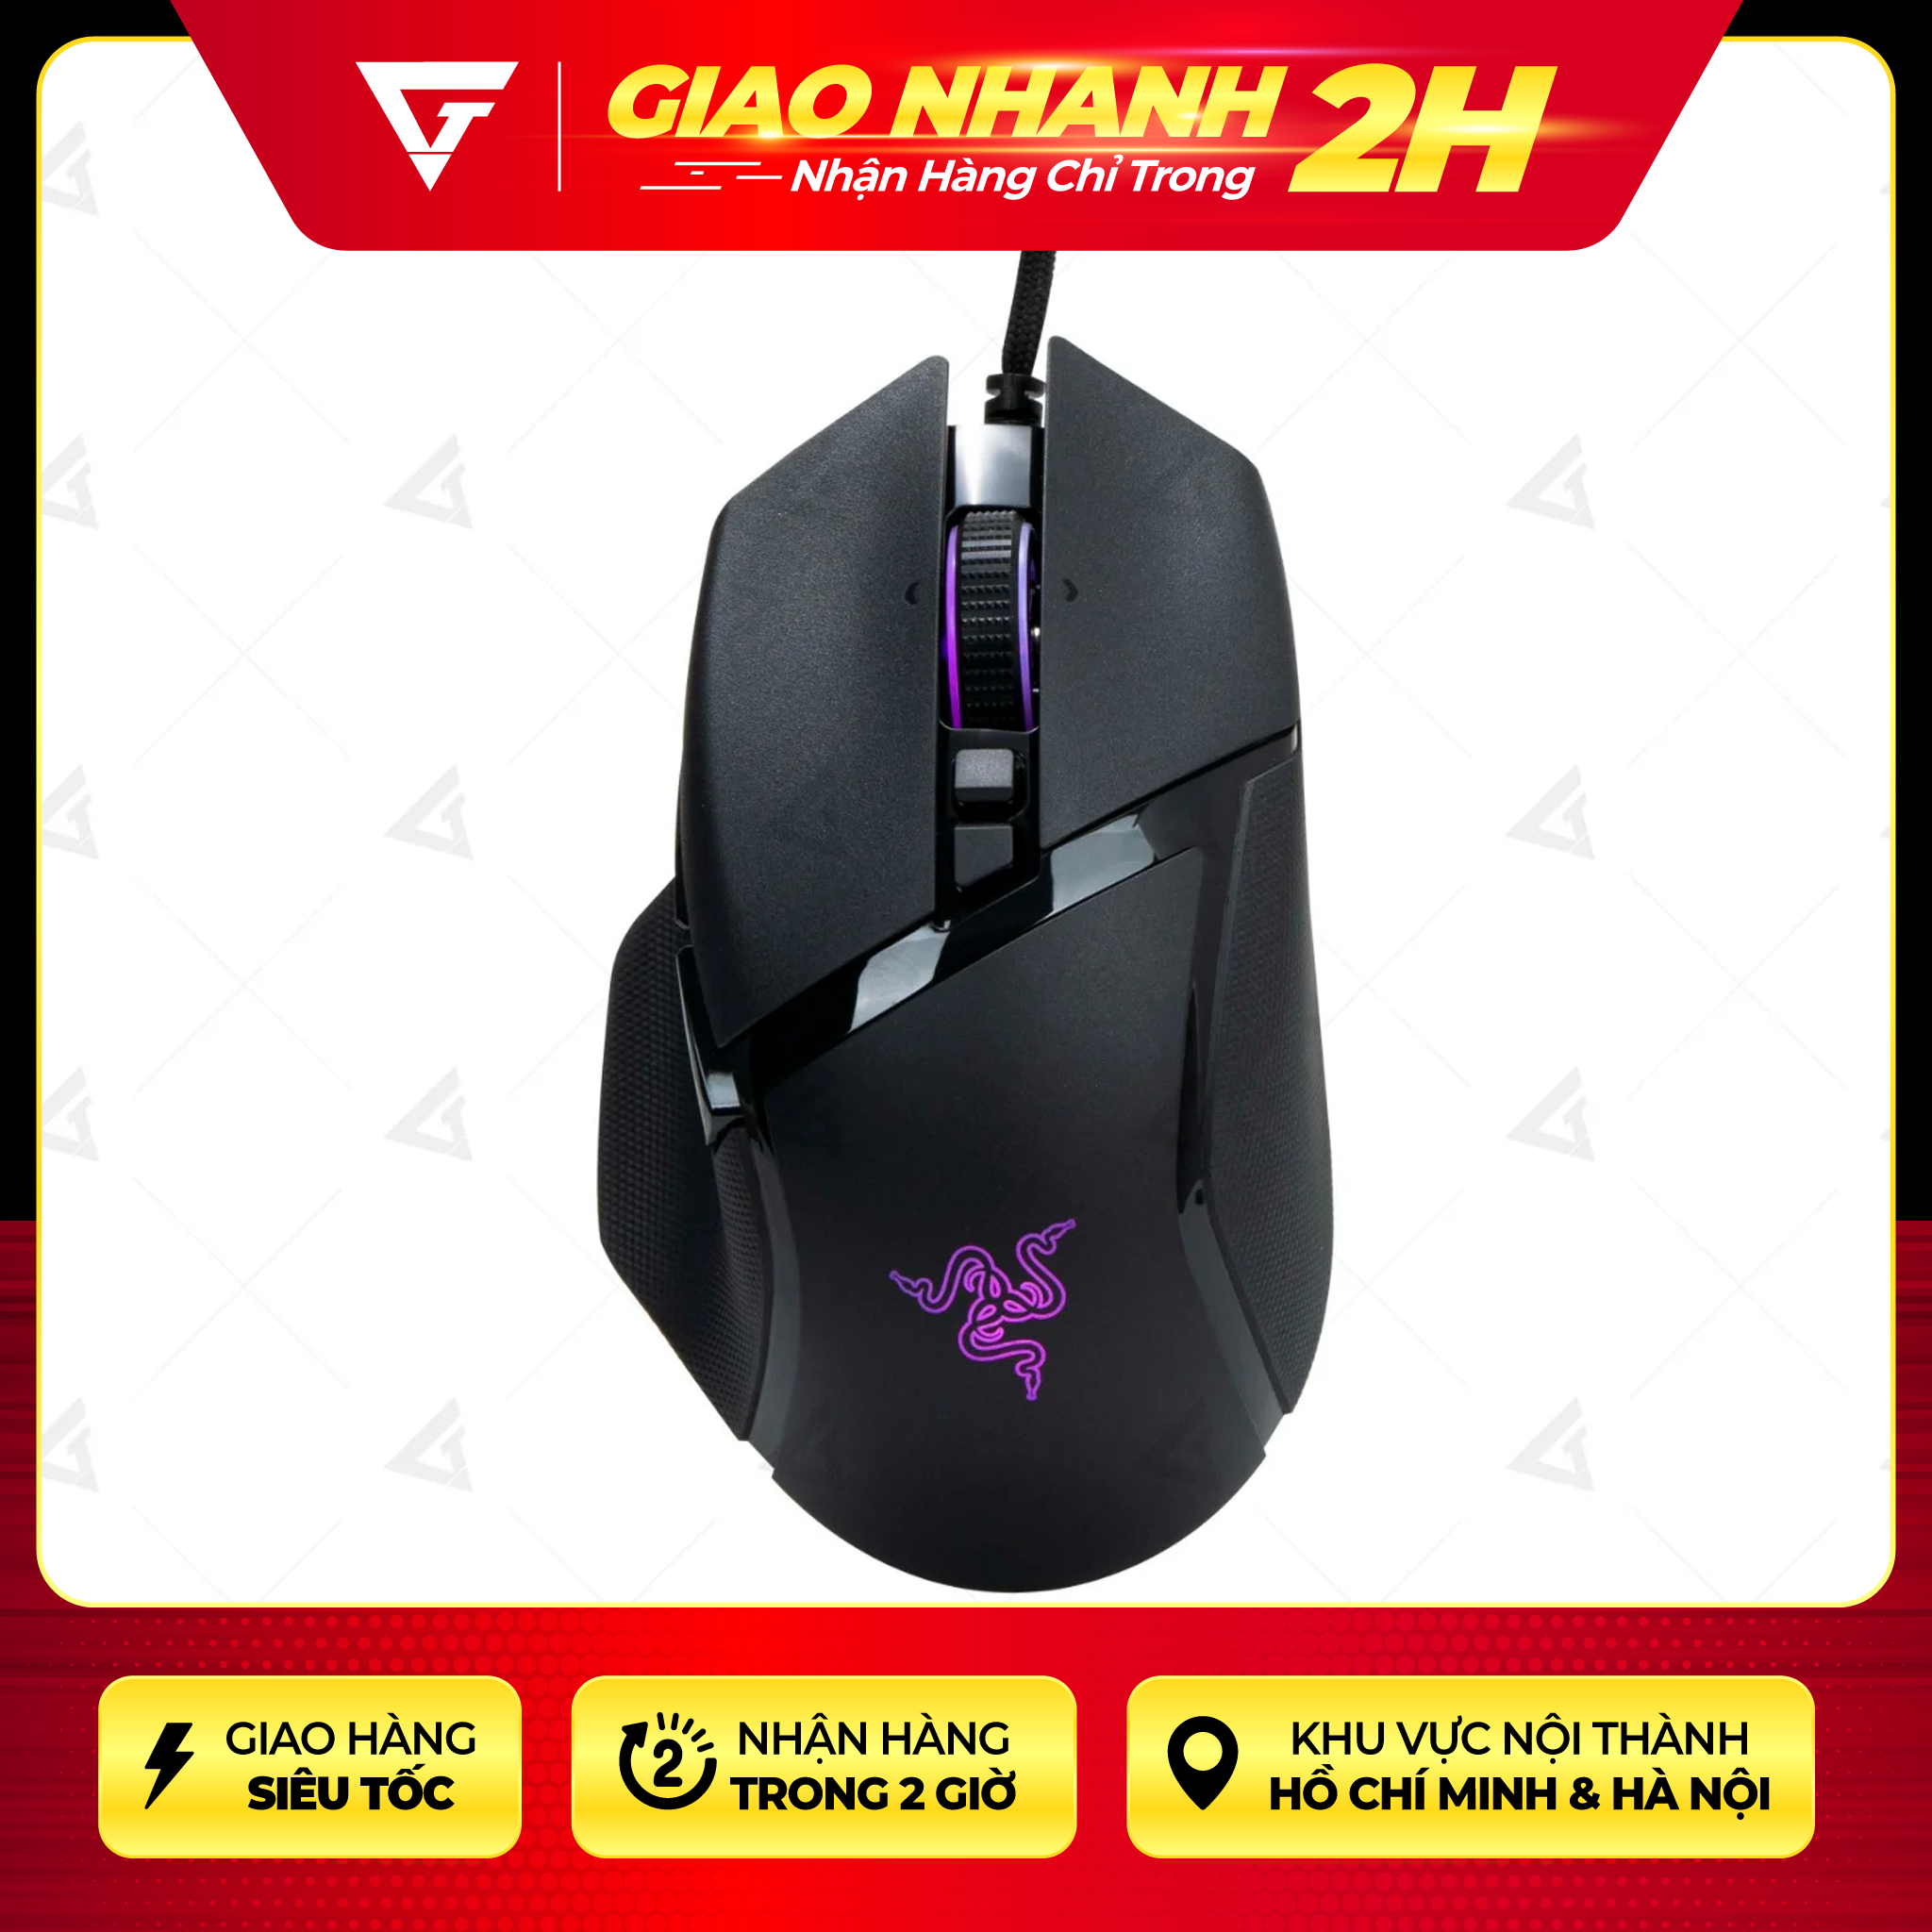 GIAO NHANH 2H
Nhận Hàng Chỉ Trong
GIAO HÀNG
SIÊU TỐC
2
NHẬN HÀNG
TRONG 2 GIỜ
KHU VỰC NỘI THÀNH
HỒ CHÍ MINH & HÀ NỘI